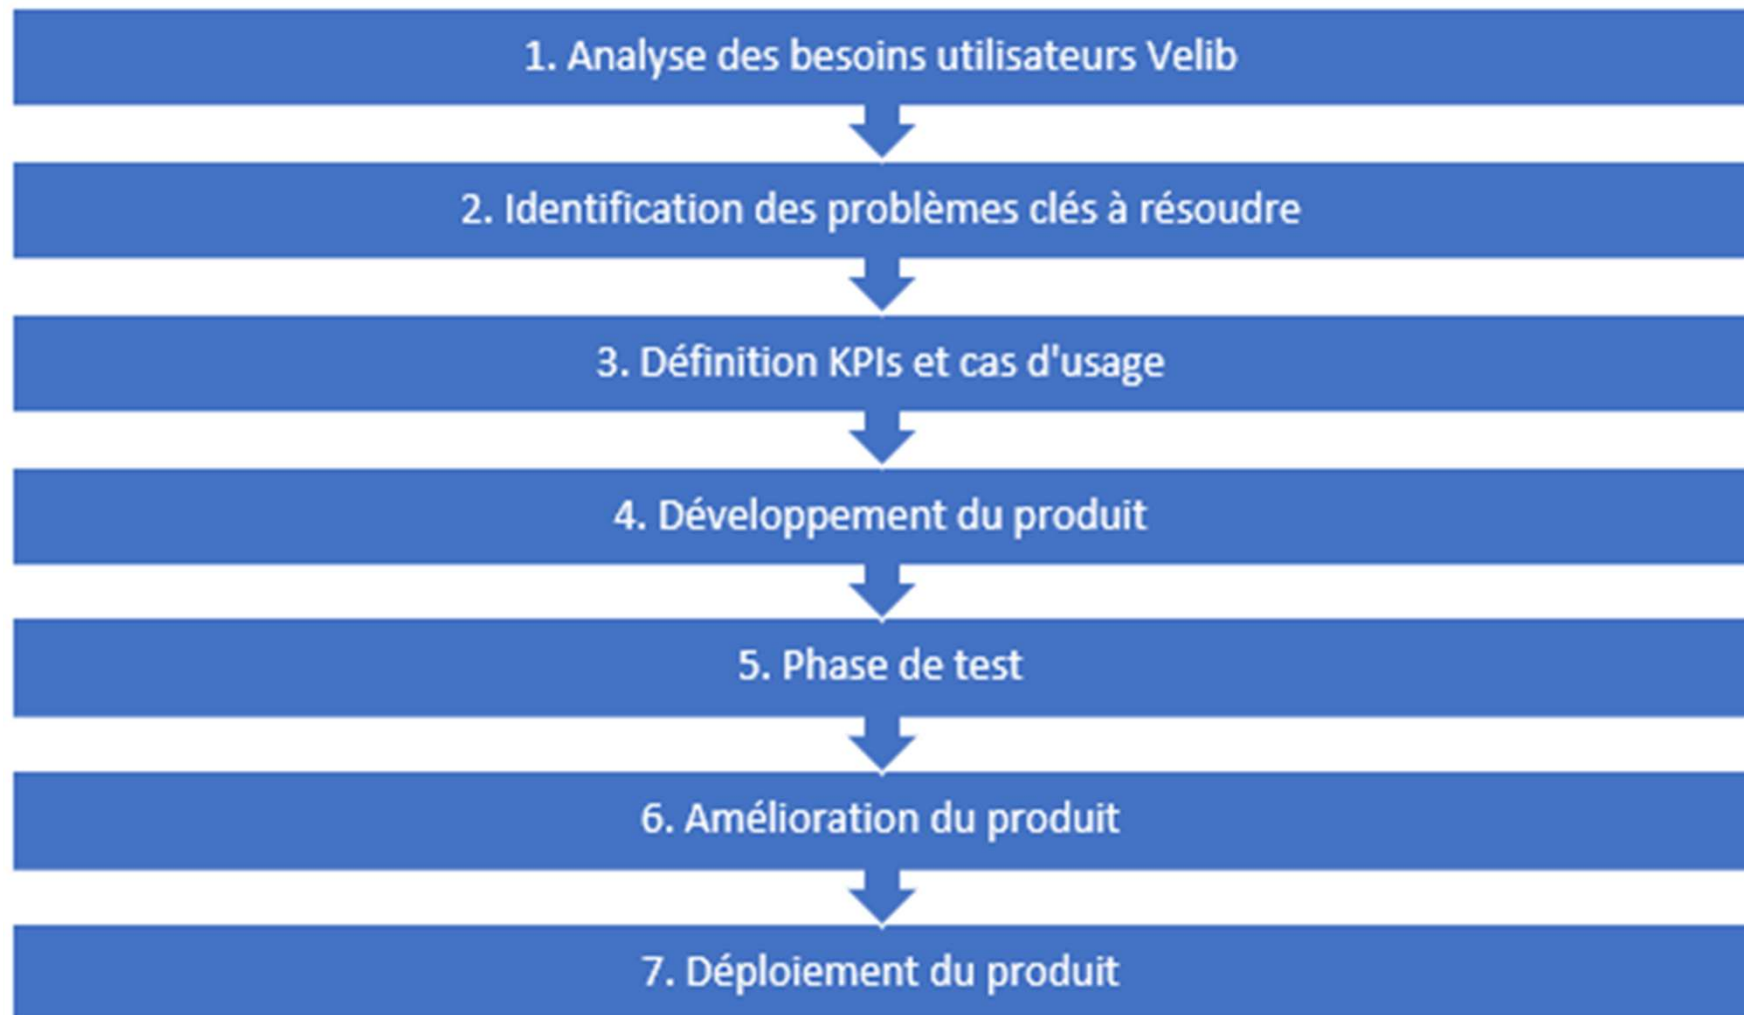 1. Analyse des besoins utilisateurs Velib
2. Identification des problèmes clés à résoudre
3. Définition KPIs et cas d'usage
4. Développement du produit
5. Phase de test
6. Amélioration du produit
7. Déploiement du produit